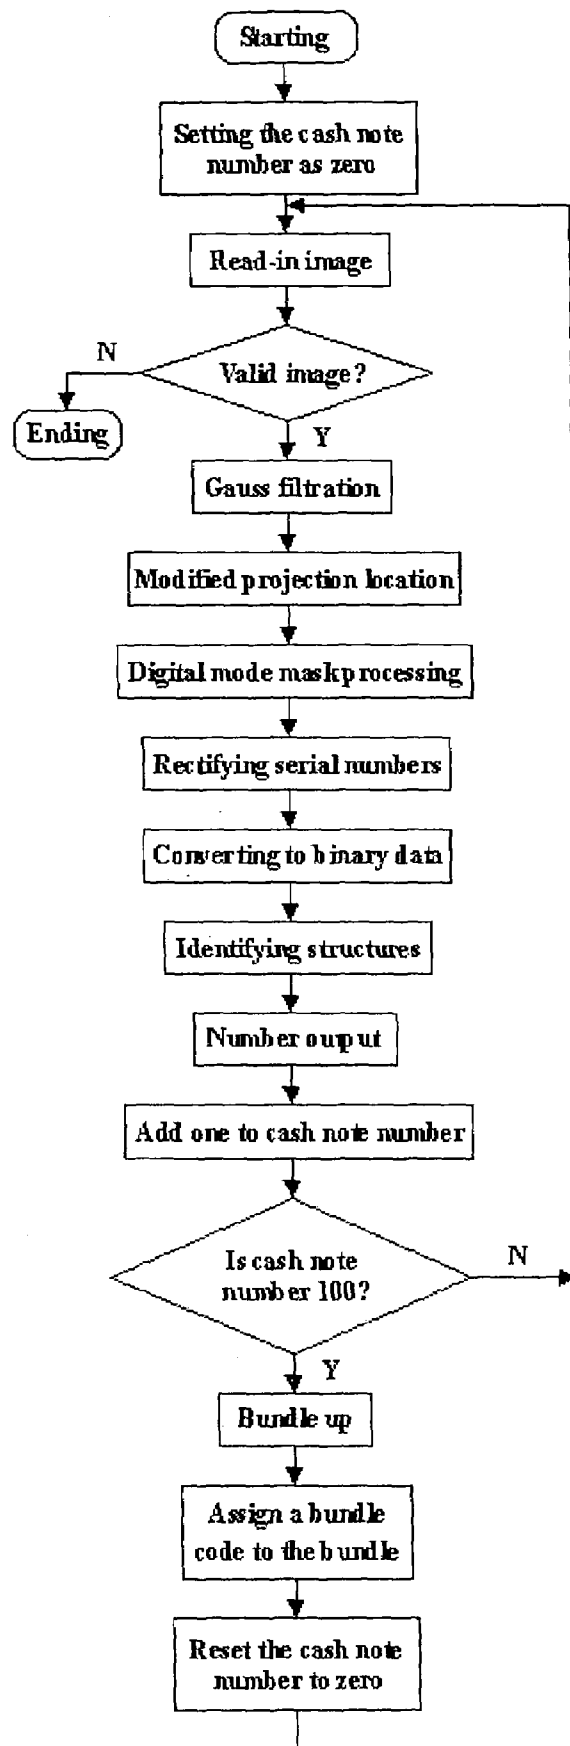 Starting
Setting the cash note
number as zero
Read-in image
N
Valid image?
Ending
Y
Gauss filtration
Modified projection location
Digital mode mask processing
Rectifying serial numbers
Converting to binary data
Identifying structures
Number ourput
Add one to cash note number
Is cash note
number 100?
N
Y
Bundle up
Assign a bundle
code to the bundle
Reset the cash note
number to zero